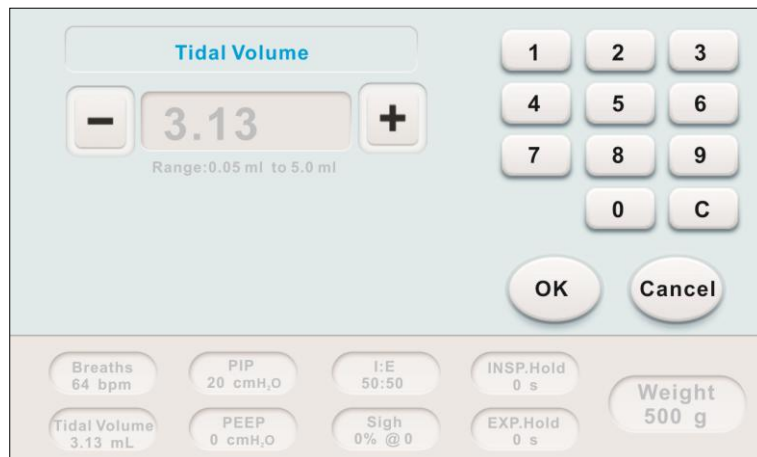 Tidal Volume
1 2 3
− 3.13 +
4 5 6
Range:0.05 ml to 5.0 ml
7 8 9
0 C
OK Cancel
Breaths
64 bpm
PIP
20 cmH₂O
I:E
50:50
INSP.Hold
0 s
Weight
500 g
Tidal Volume
3.13 mL
PEEP
0 cmH₂O
Sigh
0% @ 0
EXP.Hold
0 s